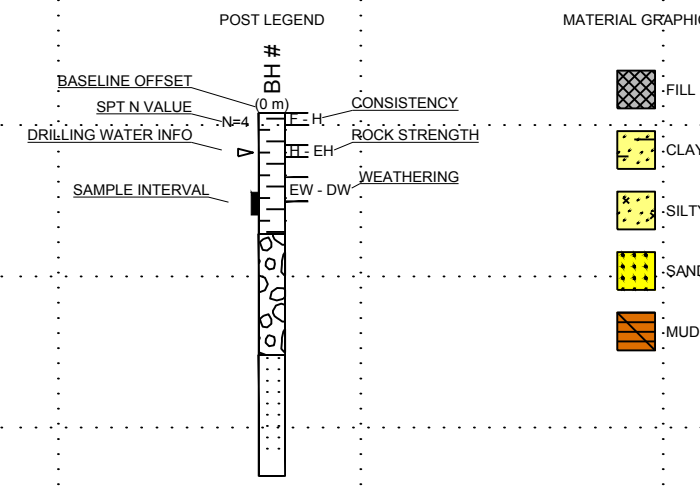 POST LEGEND
MATERIAL GRAPHIC
BH #
BASELINE OFFSET
(0 m)
SPT N VALUE
N=4
F - H
CONSISTENCY
DRILLING WATER INFO
H - EH
ROCK STRENGTH
SAMPLE INTERVAL
EW - DW
WEATHERING
FILL
CLAY
SILTY
SAND
MUD